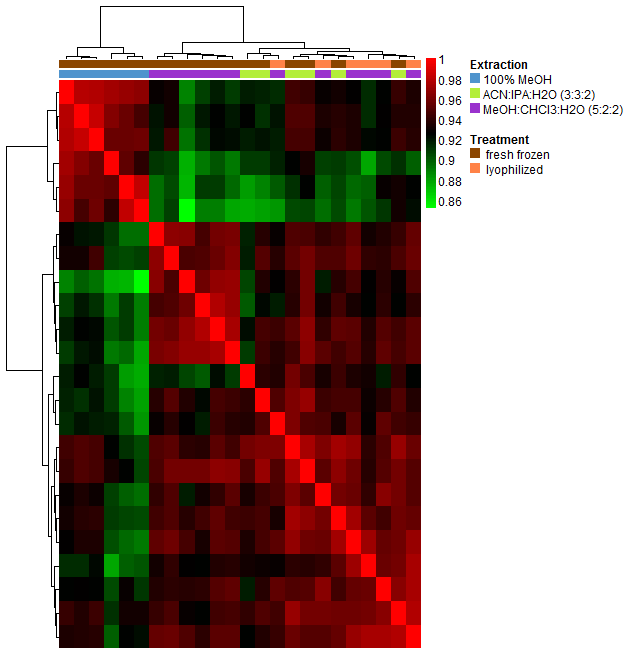 1
0.98
0.96
0.94
0.92
0.9
0.88
0.86
Extraction
100% MeOH
ACN:IPA:H2O (3:3:2)
MeOH:CHCl3:H2O (5:2:2)
Treatment
fresh frozen
lyophilized